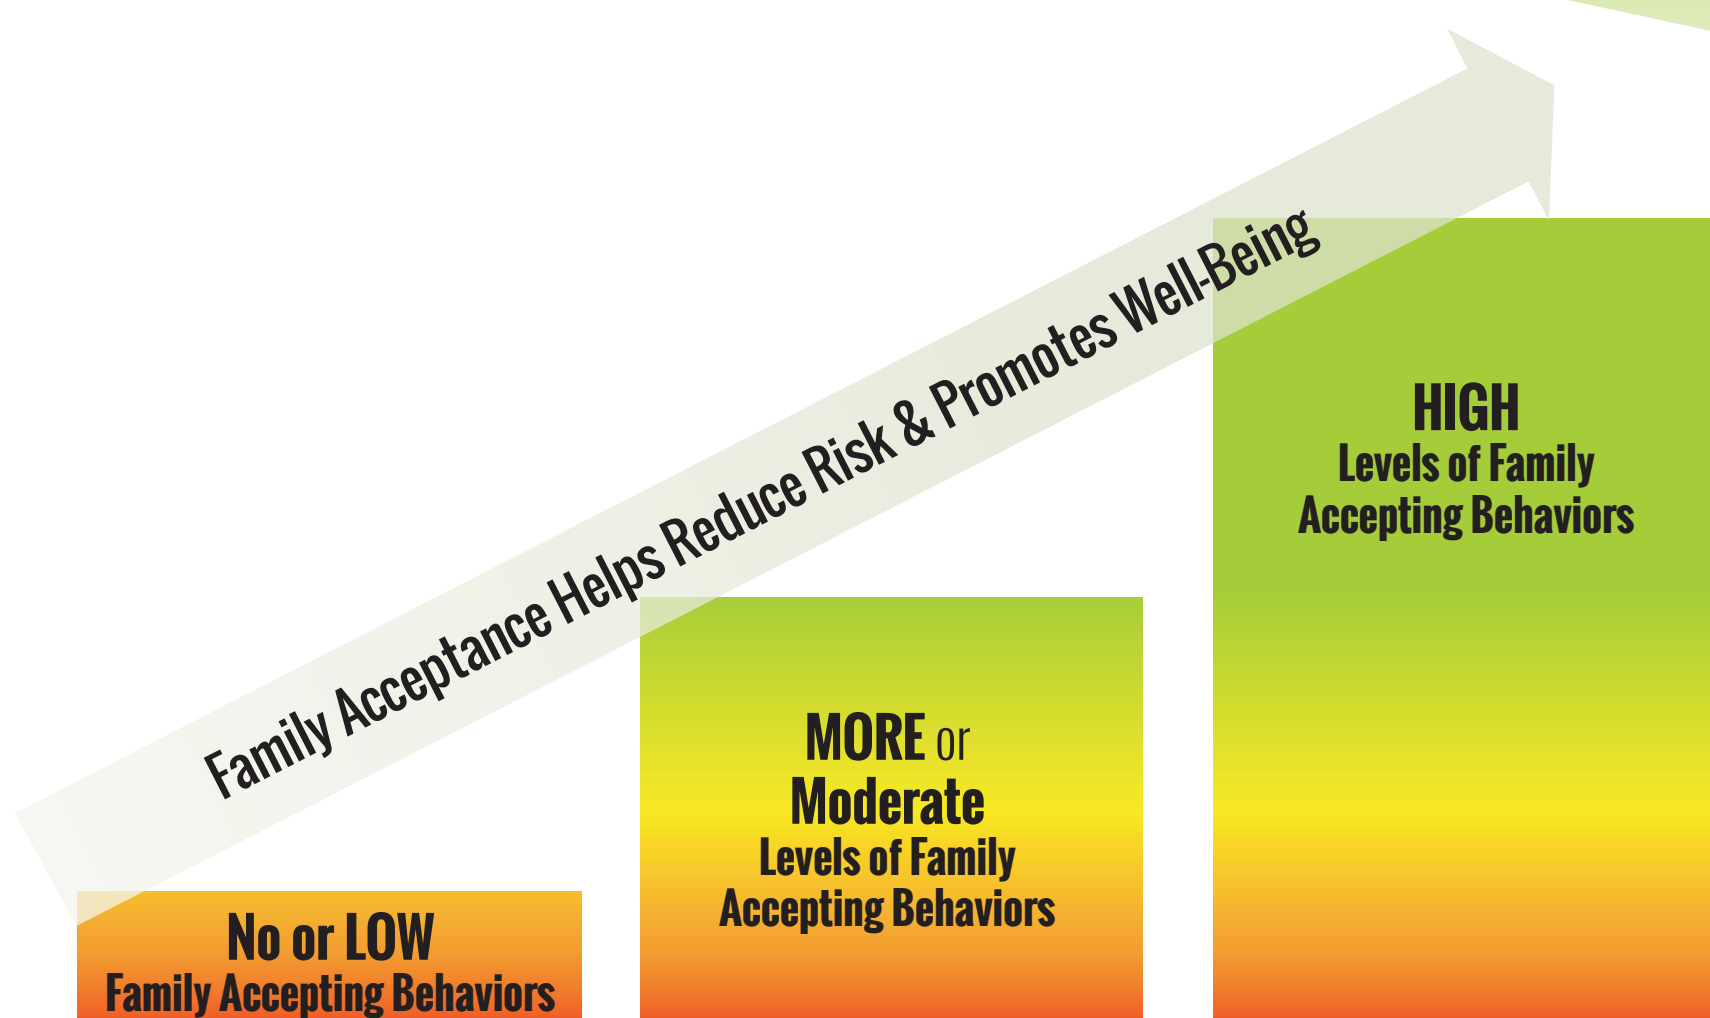 Family Acceptance Helps Reduce Risk & Promotes Well-Being
HIGH
Levels of Family
Accepting Behaviors
MORE or
Moderate
Levels of Family
Accepting Behaviors
No or LOW
Family Accepting Behaviors